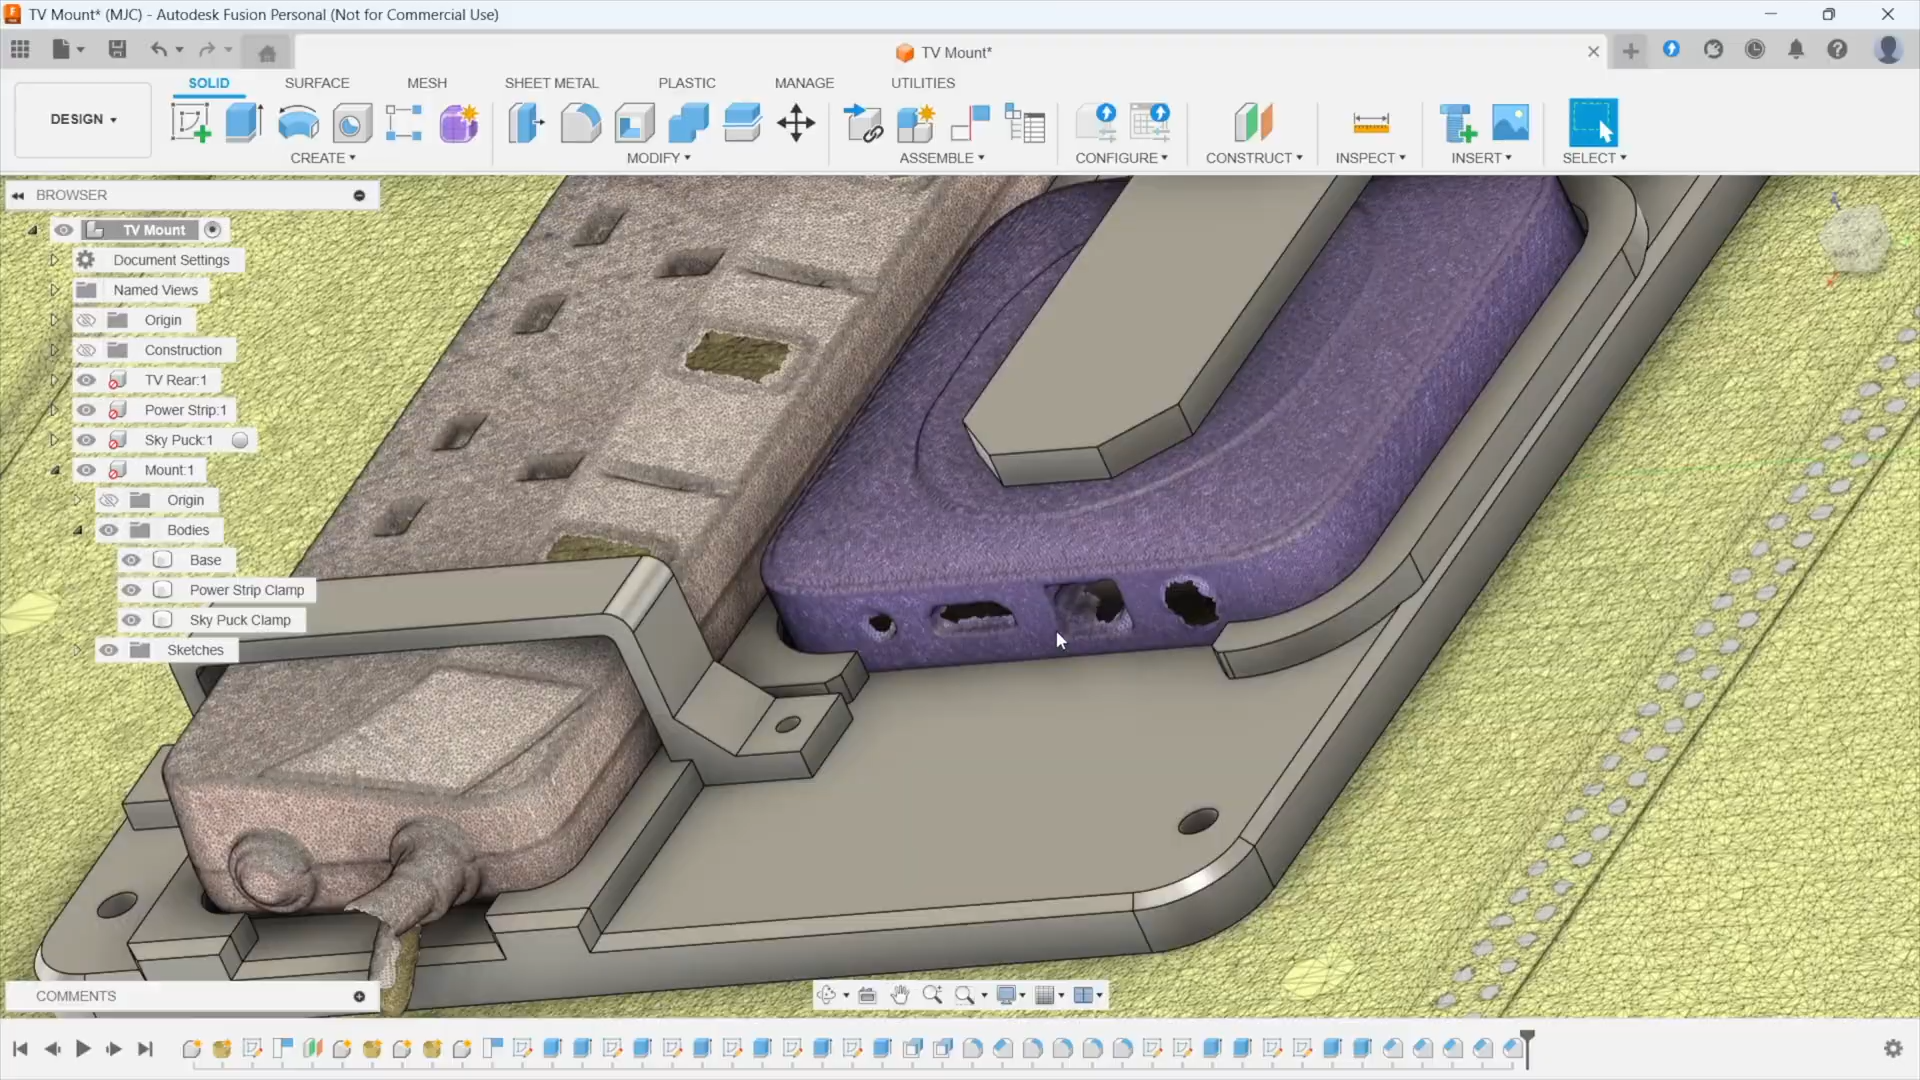 TV Mount* (MJC) - Autodesk Fusion Personal (Not for Commercial Use)
TV Mount*
SOLID SURFACE MESH SHEET METAL PLASTIC MANAGE UTILITIES
DESIGN
CREATE MODIFY ASSEMBLE CONFIGURE CONSTRUCT INSPECT INSERT SELECT
BROWSER
TV Mount
Document Settings
Named Views
Origin
Construction
TV Rear:1
Power Strip:1
Sky Puck:1
Mount:1
Origin
Bodies
Base
Power Strip Clamp
Sky Puck Clamp
Sketches
COMMENTS